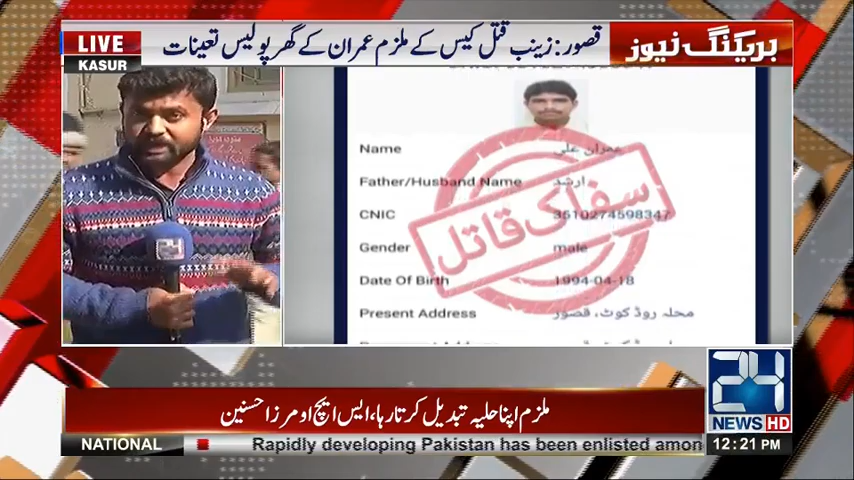 LIVE
KASUR
قصور: زینب قتل کیس کے ملزم عمران کے گھر پولیس تعینات
بریکنگ نیوز
Name عمران علی
Father/Husband Name ارشد
CNIC 3510274598347
Gender male
Date Of Birth 1994-04-18
Present Address محلہ روڈ کوٹ، قصور
سفاک قاتل
24
ملزم اپنا حلیہ تبدیل کرتا رہا، ایس ایچ او مرزا حسنین
24
NEWS HD
NATIONAL Rapidly developing Pakistan has been enlisted amon
12:21 PM